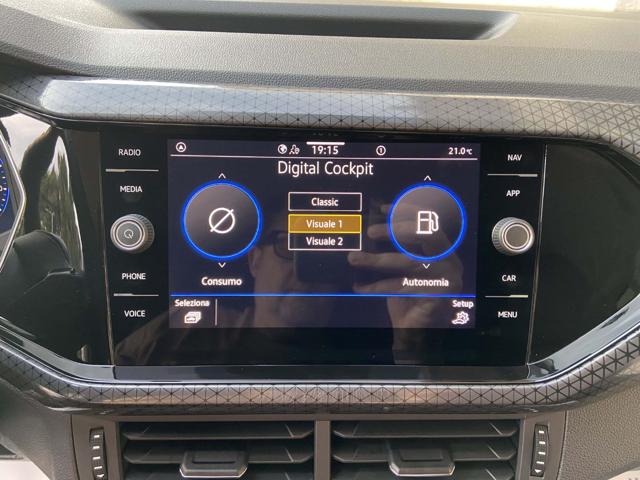 RADIO
MEDIA
PHONE
VOICE
19:15
1
21.0°C
Digital Cockpit
Classic
Visuale 1
Visuale 2
Consumo
Autonomia
Seleziona
Setup
NAV
APP
CAR
MENU